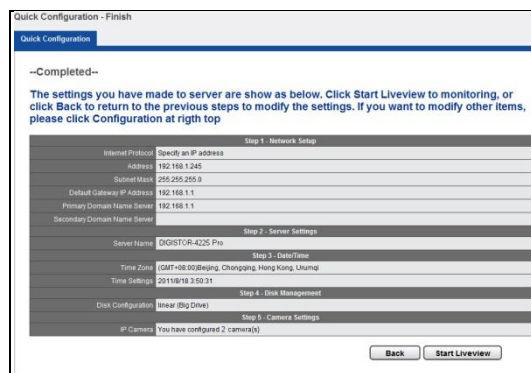 Quick Configuration - Finish
Quick Configuration
--Completed--
The settings you have made to server are show as below. Click Start Liveview to monitoring, or
click Back to return to the previous steps to modify the settings. If you want to modify other items,
please click Configuration at rigth top
Step 1 - Network Setup
Internet Protocol Specify an IP address
Address 192.168.1.245
Subnet Mask 255.255.255.0
Default Gateway IP Address 192.168.1.1
Primary Domain Name Server 192.168.1.1
Secondary Domain Name Server
Step 2 - Server Settings
Server Name DIGISTOR-4225 Pro
Step 3 - Date/Time
Time Zone (GMT+08:00)Beijing, Chongqing, Hong Kong, Urumqi
Time Settings 2011/8/18 3:50:31
Step 4 - Disk Management
Disk Configuration linear (Big Drive)
Step 5 - Camera Settings
IP Camera You have configured 2 camera(s)
Back Start Liveview